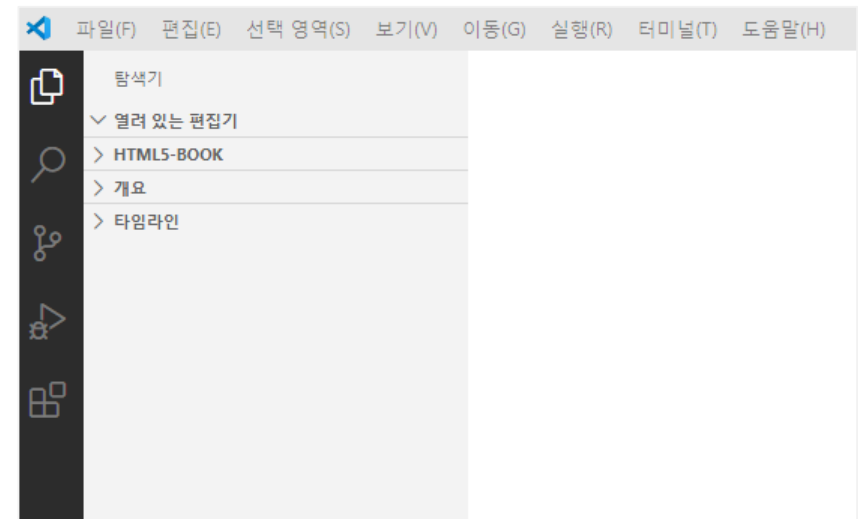 파일(F) 편집(E) 선택 영역(S) 보기(V) 이동(G) 실행(R) 터미널(T) 도움말(H)
탐색기
열려 있는 편집기
HTML5-BOOK
개요
타임라인